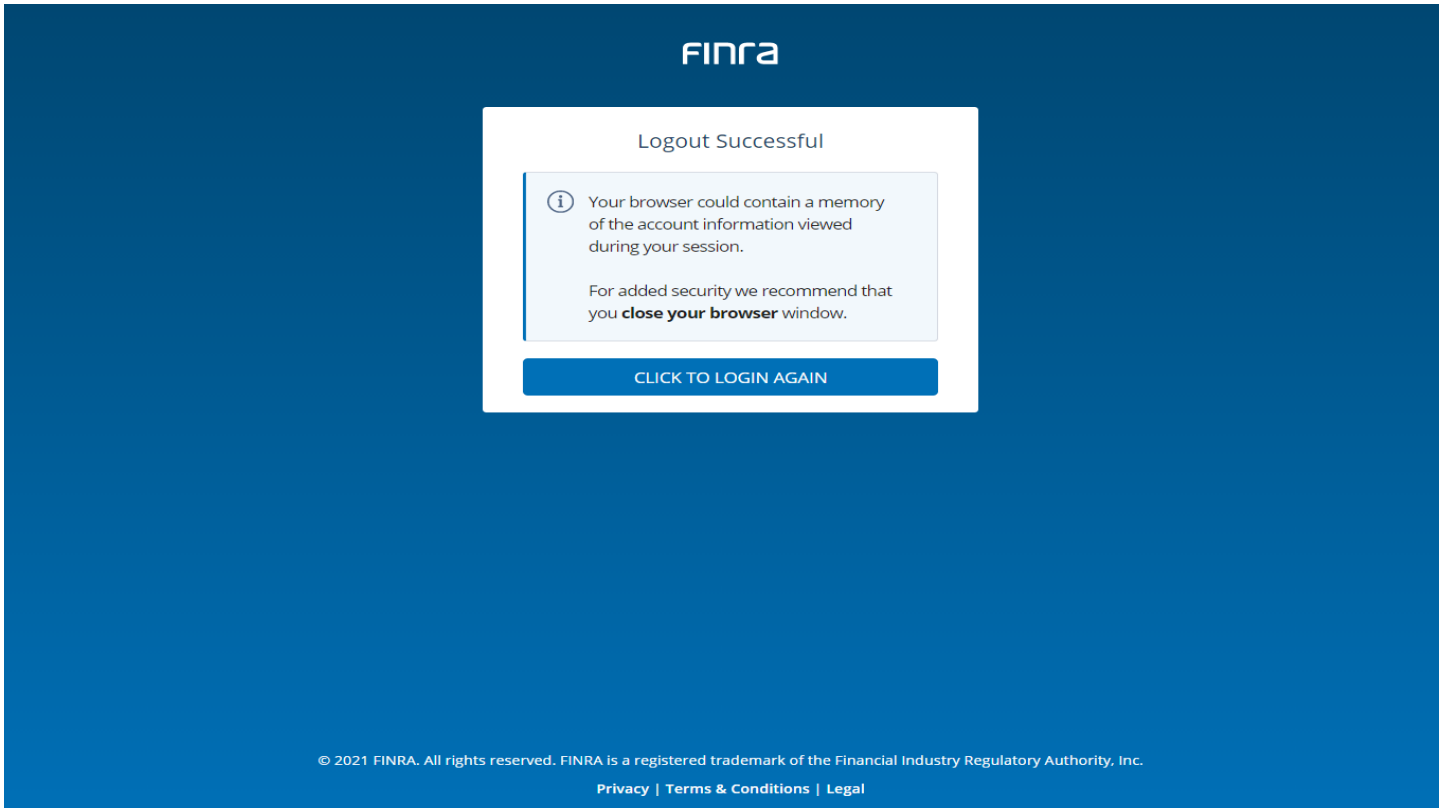 FINRA
Logout Successful
Your browser could contain a memory
of the account information viewed
during your session.
For added security we recommend that
you close your browser window.
CLICK TO LOGIN AGAIN
© 2021 FINRA. All rights reserved. FINRA is a registered trademark of the Financial Industry Regulatory Authority, Inc.
Privacy | Terms & Conditions | Legal